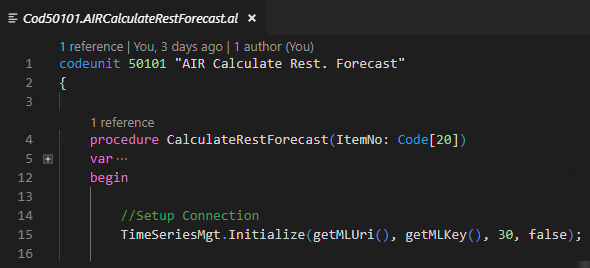 Cod50101.AIRCalculateRestForecast.al ×
1 reference | You, 3 days ago | 1 author (You)
1 codeunit 50101 "AIR Calculate Rest. Forecast"
2 {
3
1 reference
4 procedure CalculateRestForecast(ItemNo: Code[20])
5 var ···
12 begin
13
14 //Setup Connection
15 TimeSeriesMgt.Initialize(getMLUri(), getMLKey(), 30, false);
16